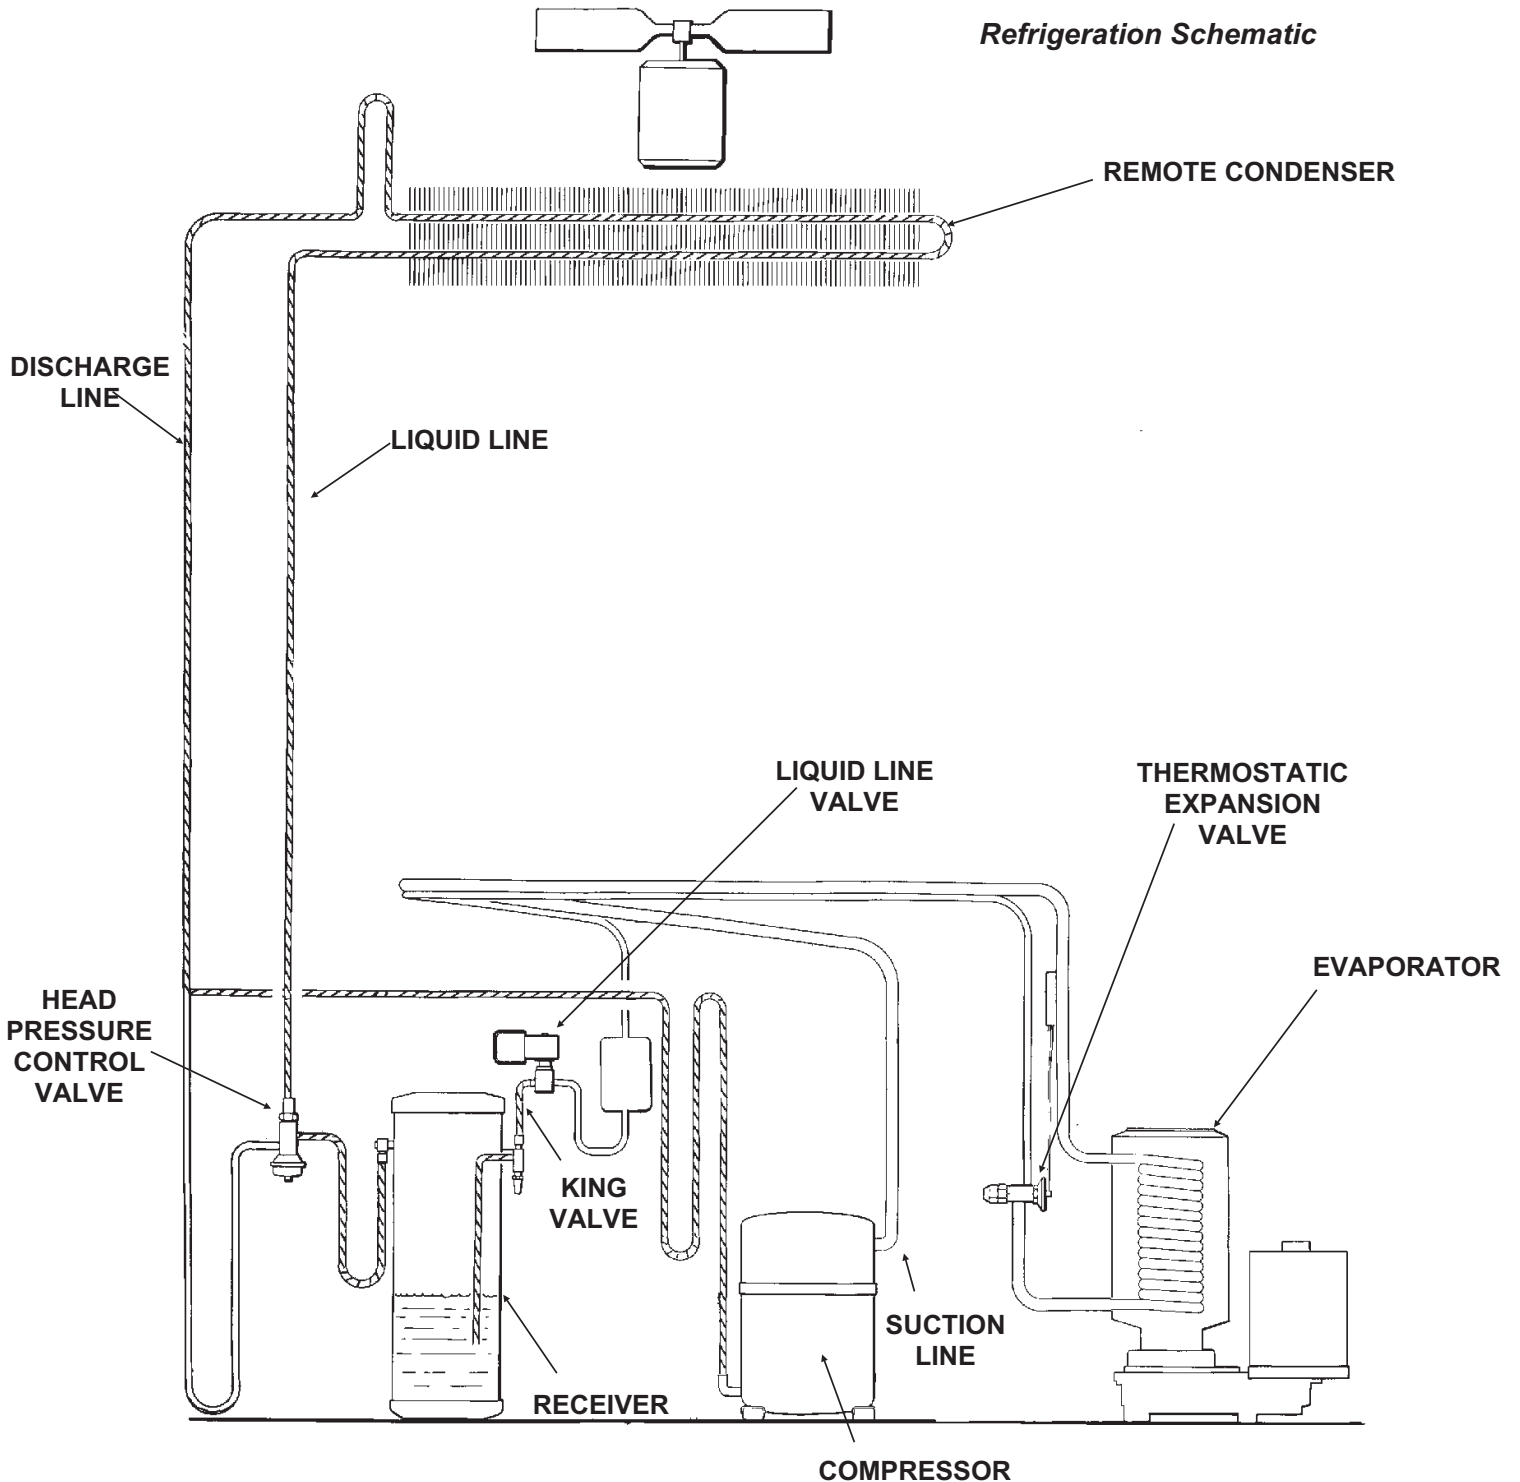 Refrigeration Schematic
REMOTE CONDENSER
DISCHARGE
LINE
LIQUID LINE
LIQUID LINE
VALVE
THERMOSTATIC
EXPANSION
VALVE
EVAPORATOR
HEAD
PRESSURE
CONTROL
VALVE
KING
VALVE
SUCTION
LINE
RECEIVER
COMPRESSOR